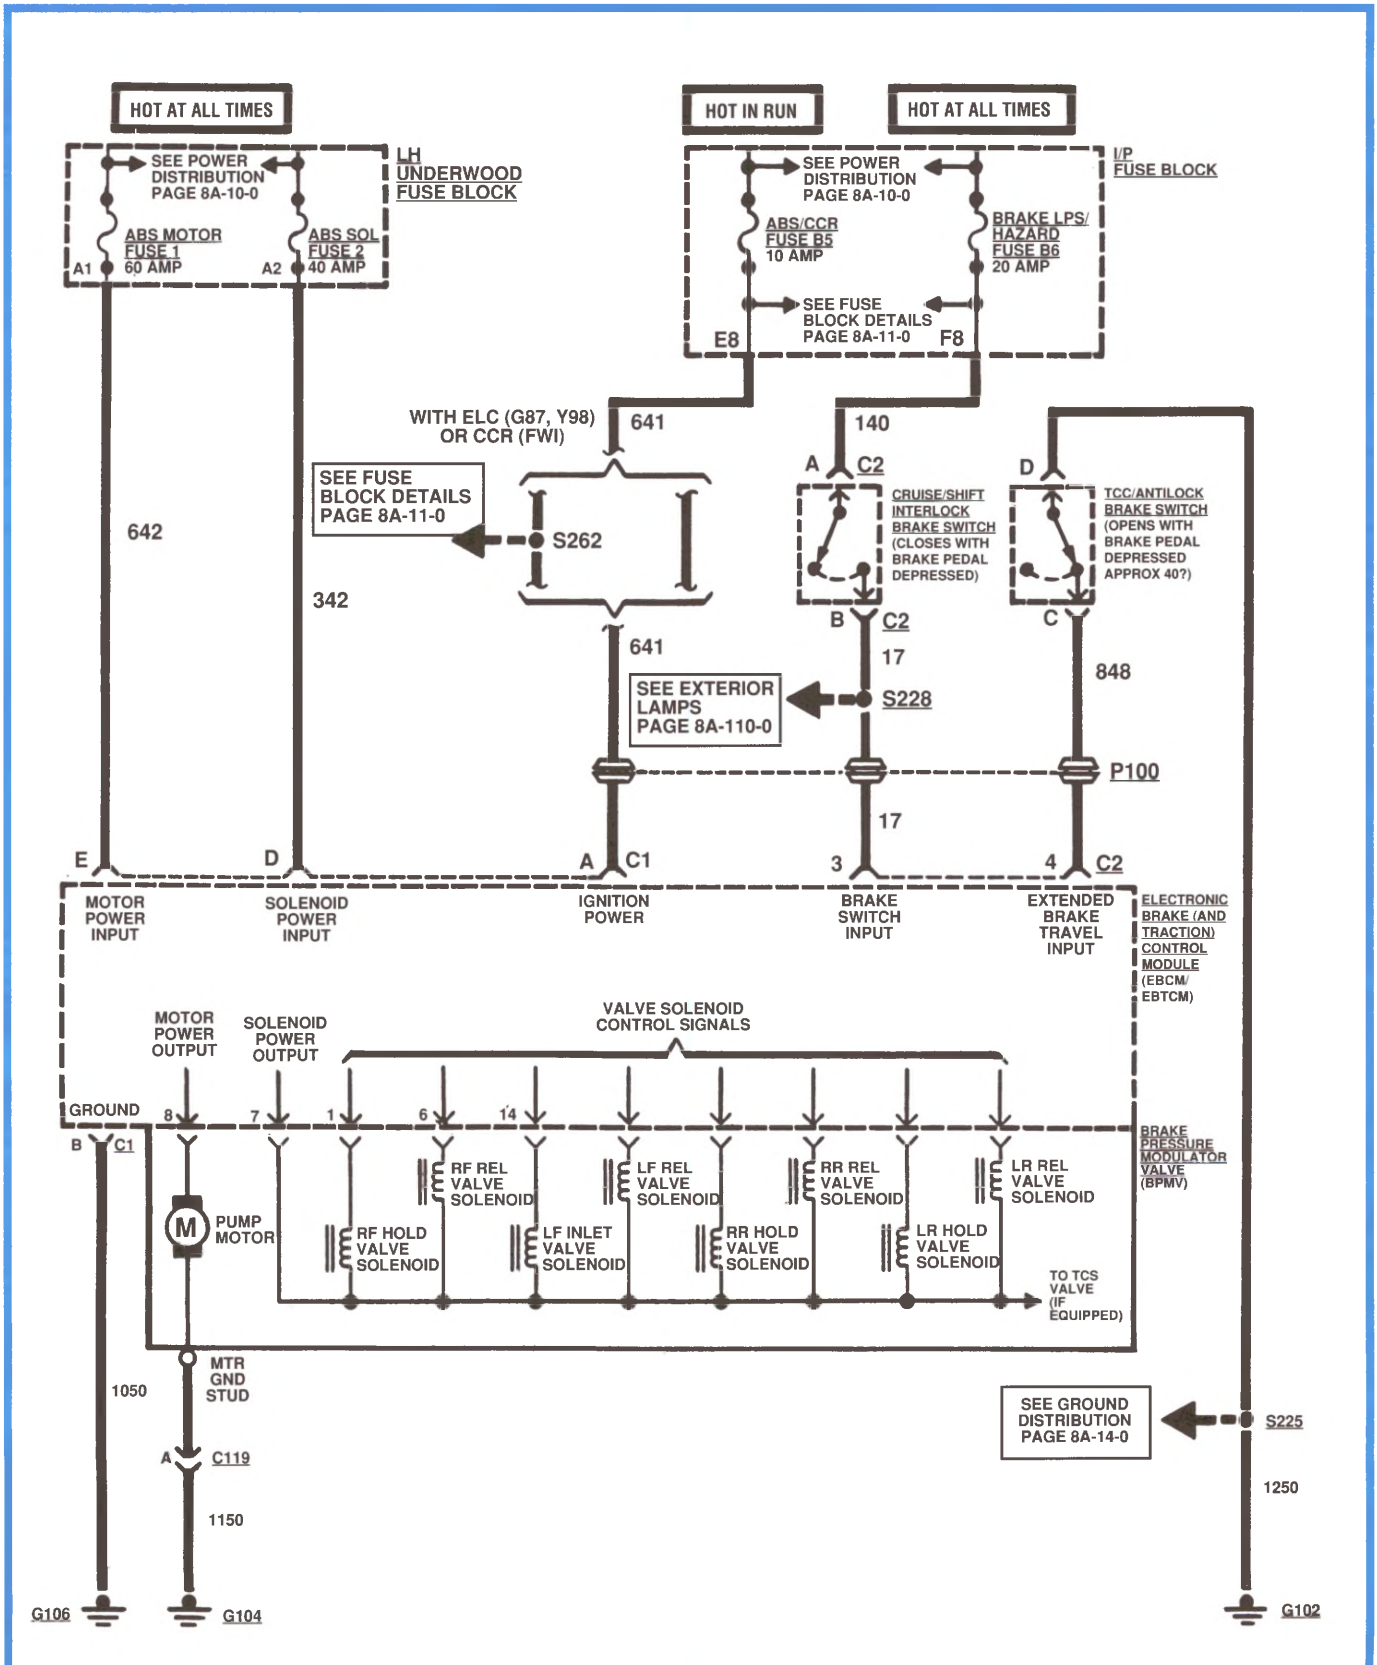 HOT AT ALL TIMES
HOT IN RUN
HOT AT ALL TIMES
SEE POWER
DISTRIBUTION
PAGE 8A-10-0
LH
UNDERWOOD
FUSE BLOCK
ABS MOTOR
FUSE 1
60 AMP
A1
ABS SOL
FUSE 2
40 AMP
A2
SEE POWER
DISTRIBUTION
PAGE 8A-10-0
I/P
FUSE BLOCK
ABS/CCR
FUSE B5
10 AMP
BRAKE LPS/
HAZARD
FUSE B6
20 AMP
SEE FUSE
BLOCK DETAILS
PAGE 8A-11-0
E8
F8
WITH ELC (G87, Y98)
OR CCR (FWI)
641
140
SEE FUSE
BLOCK DETAILS
PAGE 8A-11-0
S262
A
C2
CRUISE/SHIFT
INTERLOCK
BRAKE SWITCH
(CLOSES WITH
BRAKE PEDAL
DEPRESSED)
D
TCC/ANTILOCK
BRAKE SWITCH
(OPENS WITH
BRAKE PEDAL
DEPRESSED
APPROX 40?)
642
342
B
C2
C
641
17
848
SEE EXTERIOR
LAMPS
PAGE 8A-110-0
S228
P100
17
E
D
A
C1
3
4
C2
MOTOR
POWER
INPUT
SOLENOID
POWER
INPUT
IGNITION
POWER
BRAKE
SWITCH
INPUT
EXTENDED
BRAKE
TRAVEL
INPUT
ELECTRONIC
BRAKE (AND
TRACTION)
CONTROL
MODULE
(EBCM/
EBTCM)
MOTOR
POWER
OUTPUT
SOLENOID
POWER
OUTPUT
VALVE SOLENOID
CONTROL SIGNALS
GROUND
8
7
1
6
14
B
C1
BRAKE
PRESSURE
MODULATOR
VALVE
(BPMV)
RF REL
VALVE
SOLENOID
LF REL
VALVE
SOLENOID
RR REL
VALVE
SOLENOID
LR REL
VALVE
SOLENOID
M
PUMP
MOTOR
RF HOLD
VALVE
SOLENOID
LF INLET
VALVE
SOLENOID
RR HOLD
VALVE
SOLENOID
LR HOLD
VALVE
SOLENOID
TO TCS
VALVE
(IF
EQUIPPED)
MTR
GND
STUD
1050
SEE GROUND
DISTRIBUTION
PAGE 8A-14-0
S225
A
C119
1250
1150
G106
G104
G102